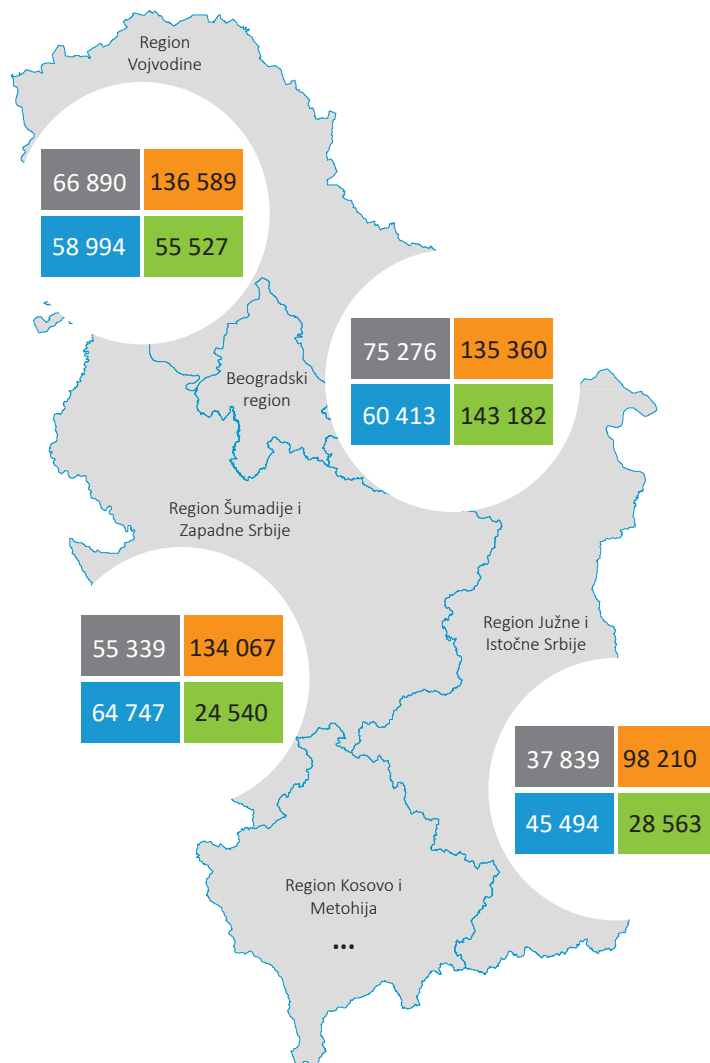 Region
Vojvodine
66 890 136 589
58 994 55 527
75 276 135 360
60 413 143 182
Beogradski
region
Region Šumadije i
Zapadne Srbije
55 339 134 067
64 747 24 540
Region Južne i
Istočne Srbije
37 839 98 210
45 494 28 563
Region Kosovo i
Metohija
...